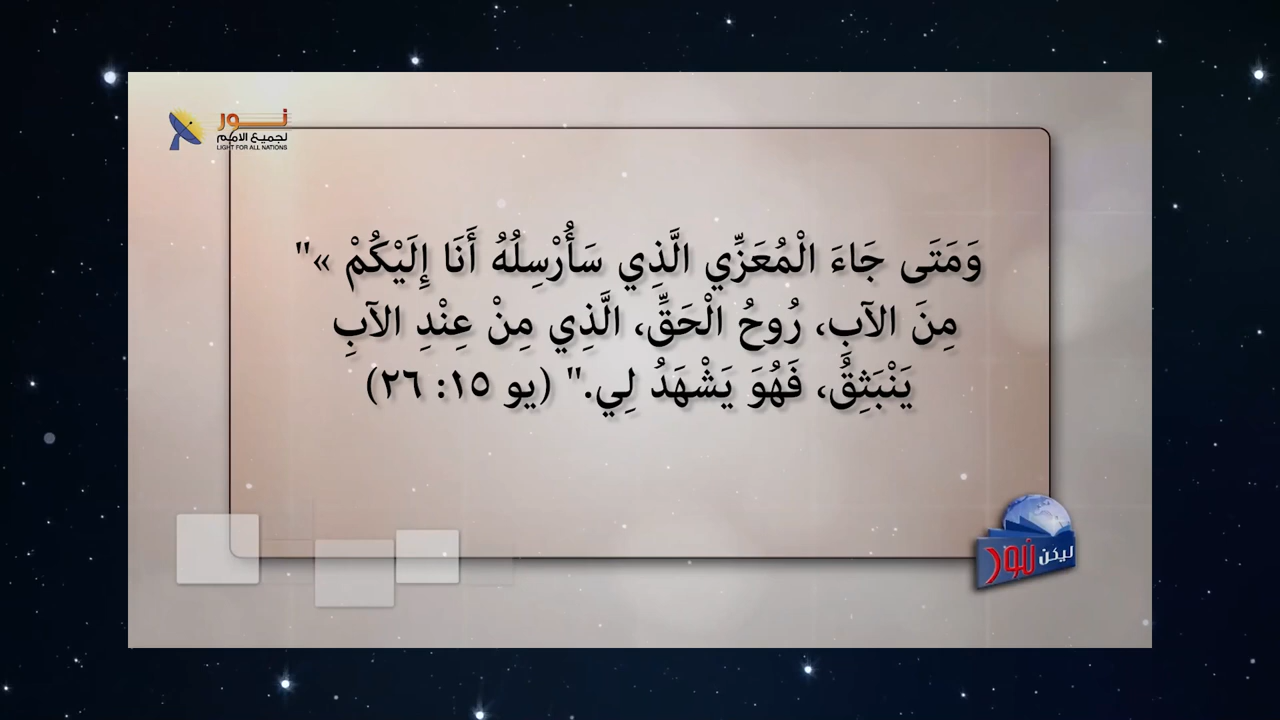 نور
لجميع الامم
LIGHT FOR ALL NATIONS
"« وَمَتَى جَاءَ الْمُعَزِّي الَّذِي سَأُرْسِلُهُ أَنَا إِلَيْكُمْ
مِنَ الآبِ، رُوحُ الْحَقِّ، الَّذِي مِنْ عِنْدِ الآبِ
يَنْبَثِقُ، فَهُوَ يَشْهَدُ لِي." (يو ١٥: ٢٦)
ليكن نور